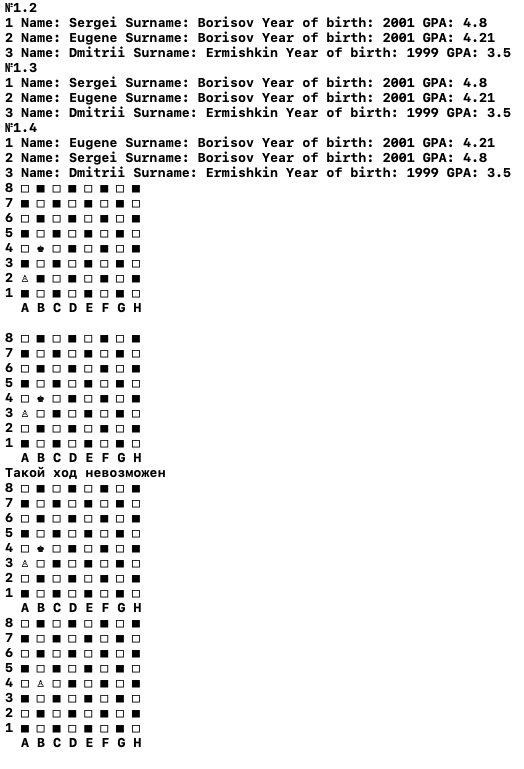 №1.2
1 Name: Sergei Surname: Borisov Year of birth: 2001 GPA: 4.8
2 Name: Eugene Surname: Borisov Year of birth: 2001 GPA: 4.21
3 Name: Dmitrii Surname: Ermishkin Year of birth: 1999 GPA: 3.5
№1.3
1 Name: Sergei Surname: Borisov Year of birth: 2001 GPA: 4.8
2 Name: Eugene Surname: Borisov Year of birth: 2001 GPA: 4.21
3 Name: Dmitrii Surname: Ermishkin Year of birth: 1999 GPA: 3.5
№1.4
1 Name: Eugene Surname: Borisov Year of birth: 2001 GPA: 4.21
2 Name: Sergei Surname: Borisov Year of birth: 2001 GPA: 4.8
3 Name: Dmitrii Surname: Ermishkin Year of birth: 1999 GPA: 3.5
8 □ ■ □ ■ □ ■ □ ■
7 ■ □ ■ □ ■ □ ■ □
6 □ ■ □ ■ □ ■ □ ■
5 ■ □ ■ □ ■ □ ■ □
4 □ ♚ □ ■ □ ■ □ ■
3 ■ □ ■ □ ■ □ ■ □
2 ♙ ■ □ ■ □ ■ □ ■
1 ■ □ ■ □ ■ □ ■ □
A B C D E F G H
8 □ ■ □ ■ □ ■ □ ■
7 ■ □ ■ □ ■ □ ■ □
6 □ ■ □ ■ □ ■ □ ■
5 ■ □ ■ □ ■ □ ■ □
4 □ ♚ □ ■ □ ■ □ ■
3 ♙ □ ■ □ ■ □ ■ □
2 □ ■ □ ■ □ ■ □ ■
1 ■ □ ■ □ ■ □ ■ □
A B C D E F G H
Такой ход невозможен
8 □ ■ □ ■ □ ■ □ ■
7 ■ □ ■ □ ■ □ ■ □
6 □ ■ □ ■ □ ■ □ ■
5 ■ □ ■ □ ■ □ ■ □
4 □ ♚ □ ■ □ ■ □ ■
3 ♙ □ ■ □ ■ □ ■ □
2 □ ■ □ ■ □ ■ □ ■
1 ■ □ ■ □ ■ □ ■ □
A B C D E F G H
8 □ ■ □ ■ □ ■ □ ■
7 ■ □ ■ □ ■ □ ■ □
6 □ ■ □ ■ □ ■ □ ■
5 ■ □ ■ □ ■ □ ■ □
4 □ ♙ □ ■ □ ■ □ ■
3 ■ □ ■ □ ■ □ ■ □
2 □ ■ □ ■ □ ■ □ ■
1 ■ □ ■ □ ■ □ ■ □
A B C D E F G H